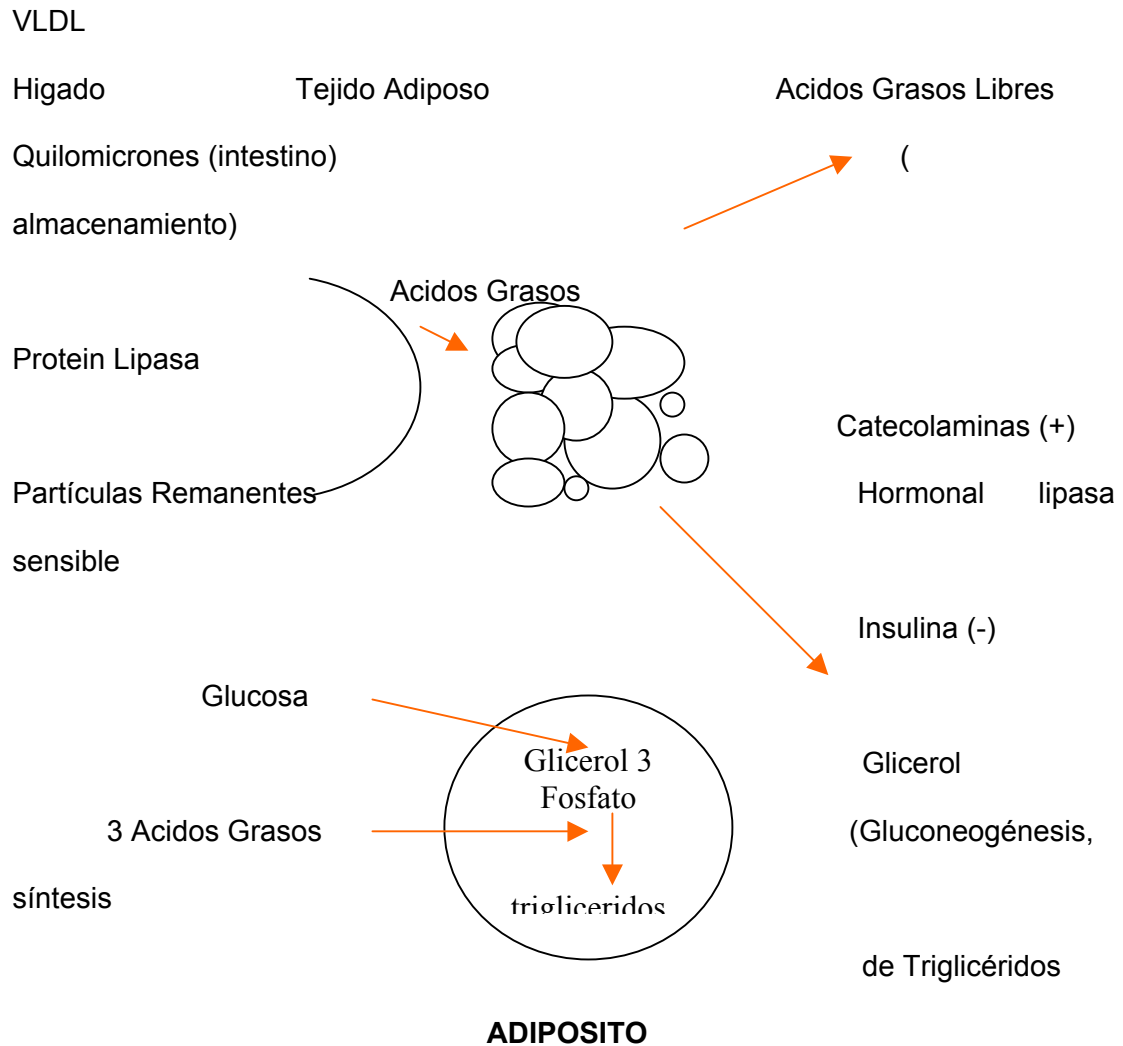 VLDL
Higado Tejido Adiposo Acidos Grasos Libres
Quilomicrones (intestino) (
almacenamiento)
Acidos Grasos
Protein Lipasa
Catecolaminas (+)
Partículas Remanentes Hormonal lipasa
sensible
Insulina (-)
Glucosa
Glicerol 3 Glicerol
Fosfato
3 Acidos Grasos (Gluconeogénesis,
síntesis trigliceridos
de Triglicéridos
ADIPOSITO